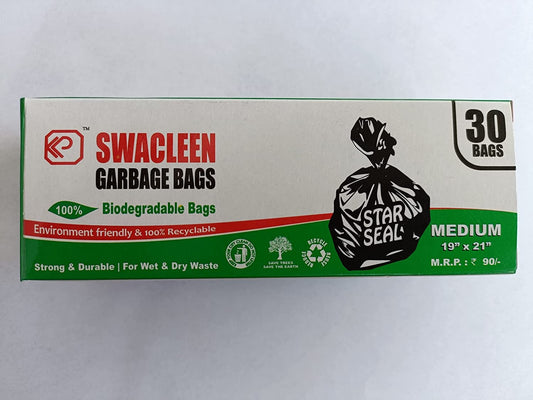 KP
™
SWACLEEN
GARBAGE BAGS
100% Biodegradable Bags
Environment friendly & 100% Recyclable
Strong & Durable | For Wet & Dry Waste
SAVE TREES
SAVE THE EARTH
RECYCLE
STAR
SEAL
30
BAGS
MEDIUM
19" x 21"
M.R.P. : ₹ 90/-